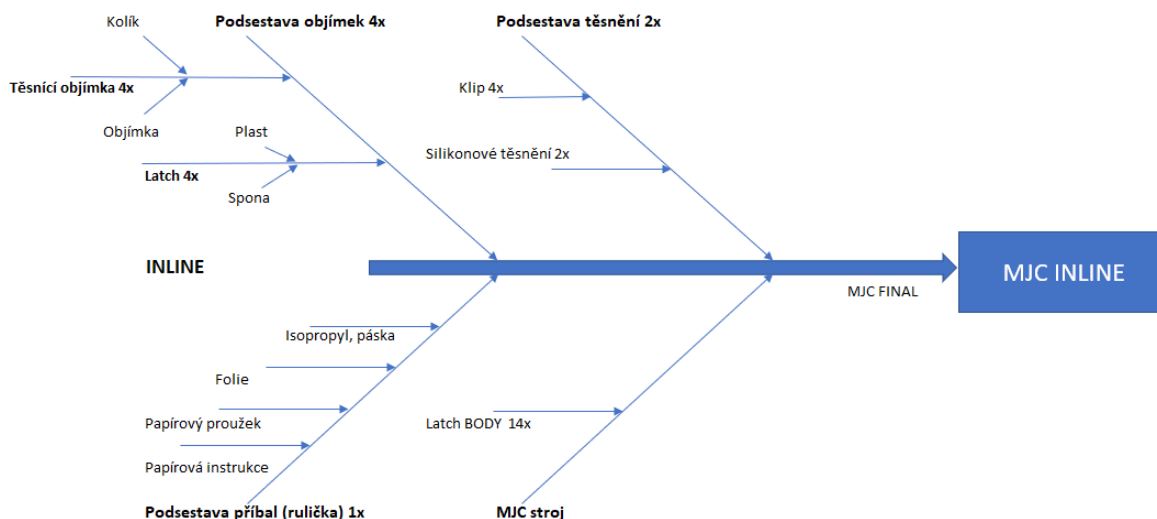 Kolík
Podsestava objímek 4x
Podsestava těsnění 2x
Těsnící objímka 4x
Klip 4x
Objímka
Plast
Silikonové těsnění 2x
Latch 4x
Spona
INLINE
MJC INLINE
MJC FINAL
Isopropyl, páska
Folie
Papírový proužek
Latch BODY 14x
Papírová instrukce
Podsestava příbal (rulička) 1x
MJC stroj